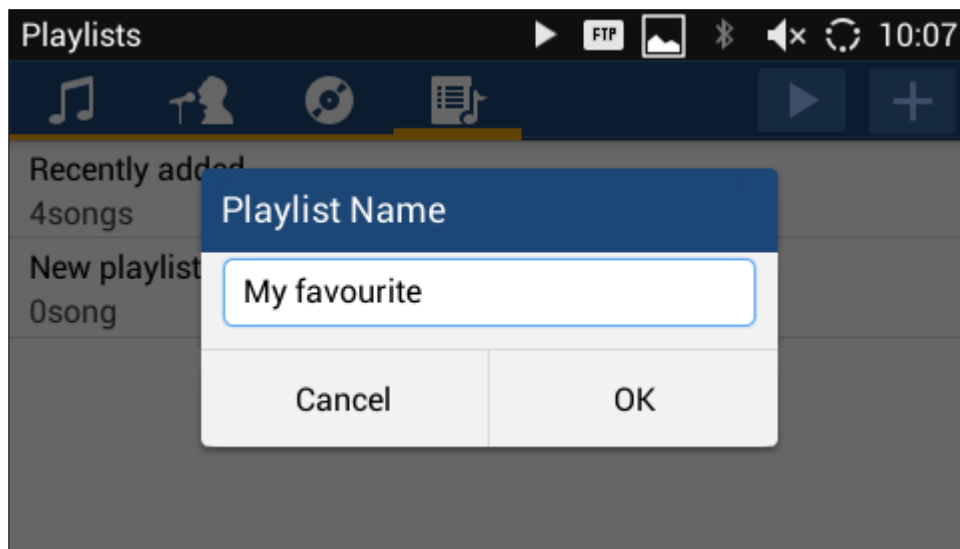 Playlists
FTP
10:07
Recently added
4songs
New playlist
0song
Playlist Name
My favourite
Cancel
OK